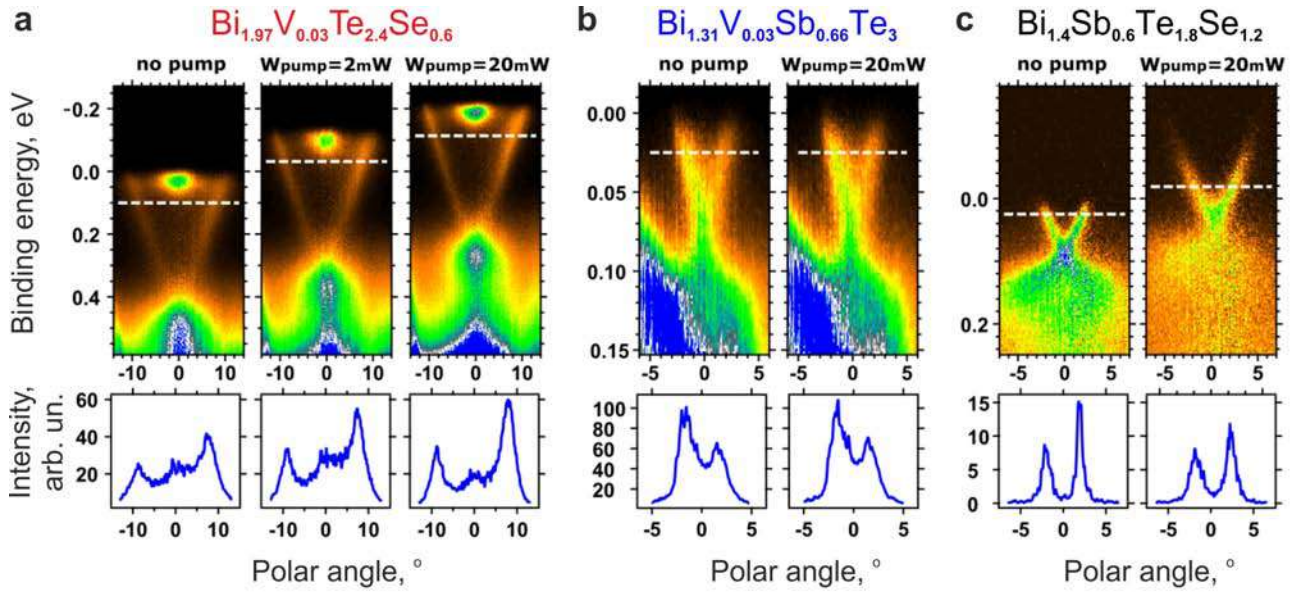 a
Bi1.97V0.03Te2.4Se0.6
b
Bi1.31V0.03Sb0.66Te3
c
Bi1.4Sb0.6Te1.8Se1.2
no pump
Wpump=2mW
Wpump=20mW
no pump
Wpump=20mW
no pump
Wpump=20mW
Binding energy, eV
-0.2
0.0
0.2
0.4
0.00
0.05
0.10
0.15
0.0
0.2
-10 0 10
-10 0 10
-10 0 10
-5 0 5
-5 0 5
-5 0 5
-5 0 5
Intensity,
arb. un.
60
40
20
100
80
60
40
20
15
10
5
0
-10 0 10
-10 0 10
-10 0 10
-5 0 5
-5 0 5
-5 0 5
-5 0 5
Polar angle, °
Polar angle, °
Polar angle, °